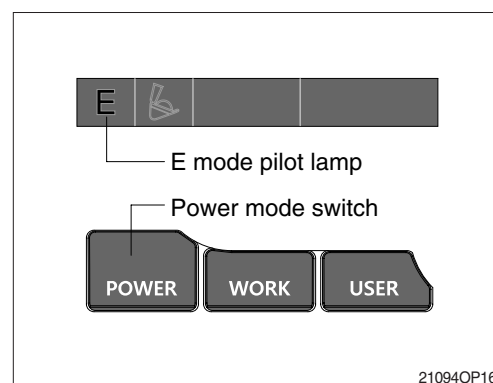 E
E mode pilot lamp
Power mode switch
POWER WORK USER
21094OP16